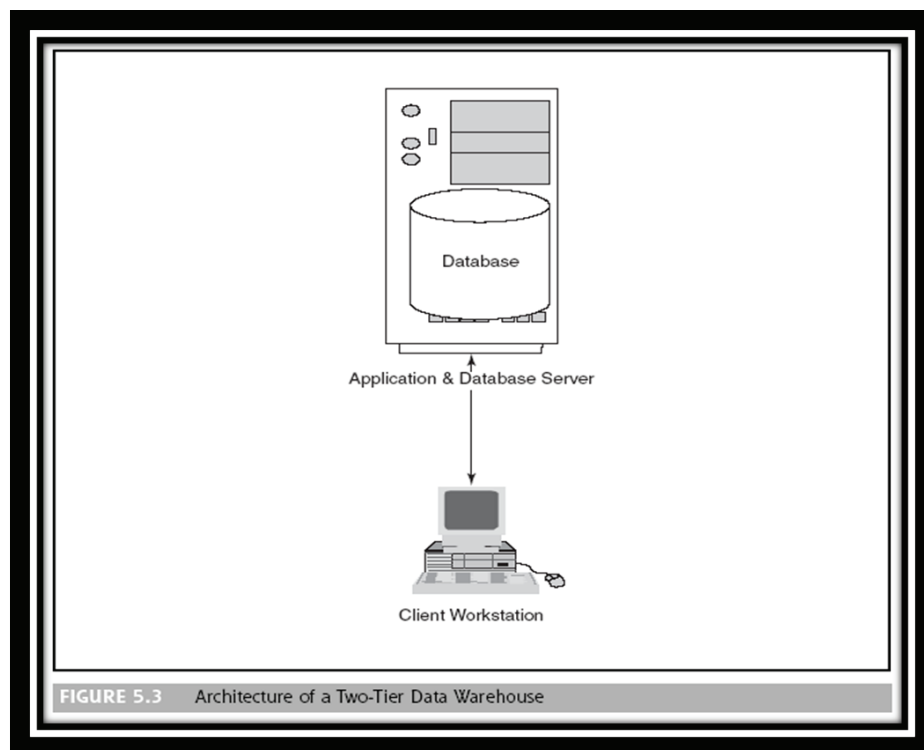 Database
Application & Database Server
Client Workstation
FIGURE 5.3 Architecture of a Two-Tier Data Warehouse